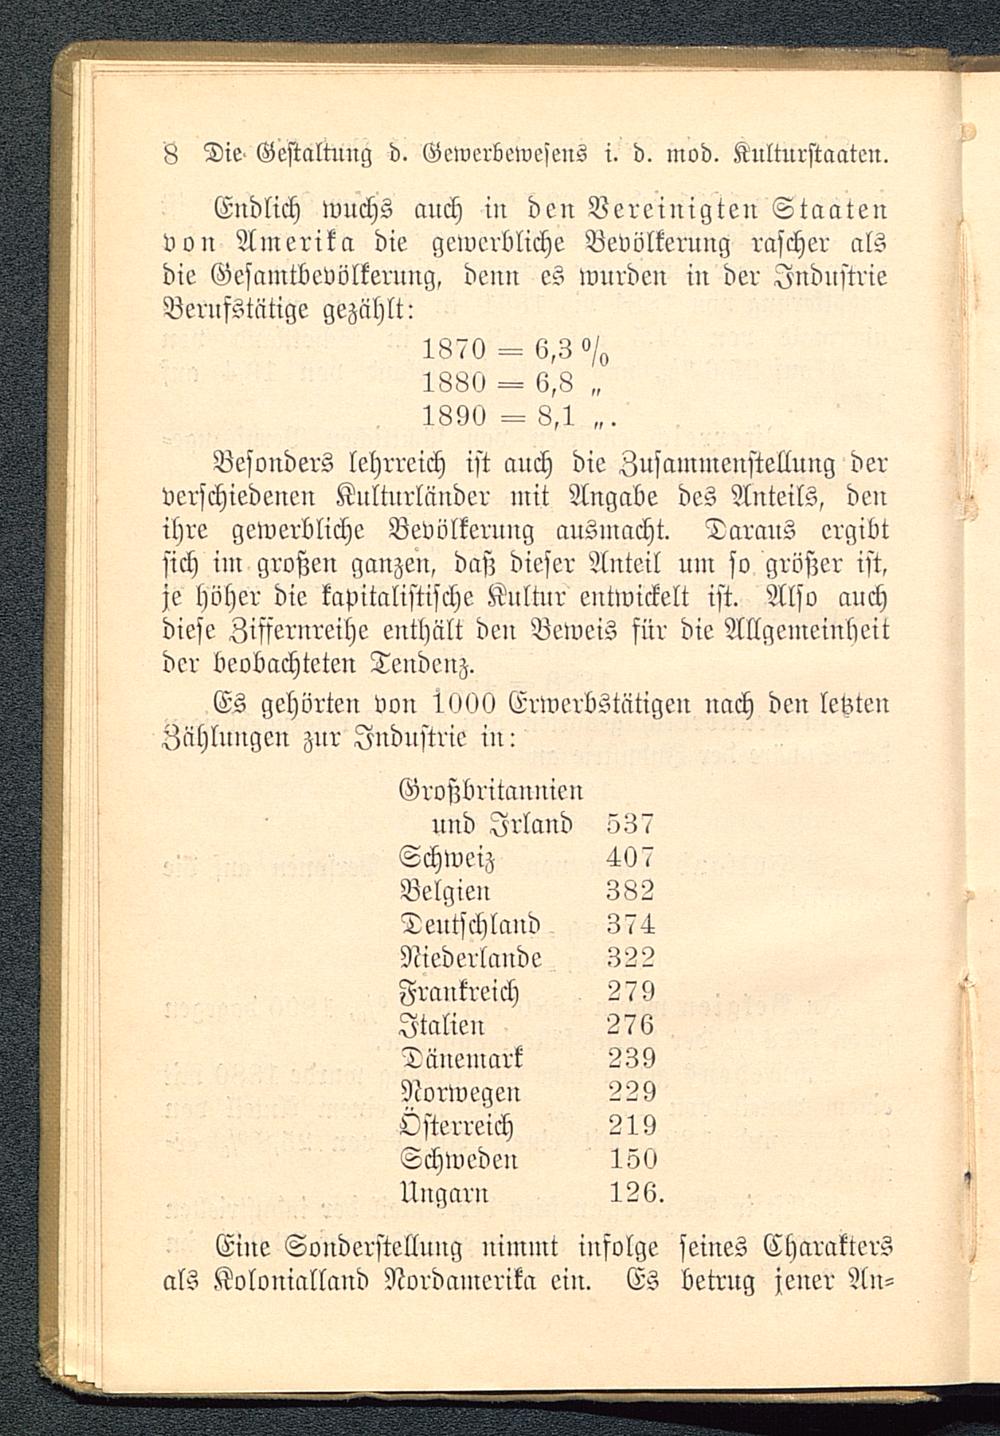 8 Die Gestaltung d. Gewerbewesens i. d. mod. Kulturstaaten.
Endlich wuchs auch in den Vereinigten Staaten
von Amerika die gewerbliche Bevölkerung rascher als
die Gesamtbevölkerung, denn es wurden in der Industrie
Berufstätige gezählt:
1870 = 6,3 %
1880 = 6,8 „
1890 = 8,1 „.
Besonders lehrreich ist auch die Zusammenstellung der
verschiedenen Kulturländer mit Angabe des Anteils, den
ihre gewerbliche Bevölkerung ausmacht. Daraus ergibt
sich im großen ganzen, daß dieser Anteil um so größer ist,
je höher die kapitalistische Kultur entwickelt ist. Also auch
diese Ziffernreihe enthält den Beweis für die Allgemeinheit
der beobachteten Tendenz.
Es gehörten von 1000 Erwerbstätigen nach den letzten
Zählungen zur Industrie in:
Großbritannien
und Irland 537
Schweiz 407
Belgien 382
Deutschland 374
Niederlande 322
Frankreich 279
Italien 276
Dänemark 239
Norwegen 229
Österreich 219
Schweden 150
Ungarn 126.
Eine Sonderstellung nimmt infolge seines Charakters
als Kolonialland Nordamerika ein. Es betrug jener An-